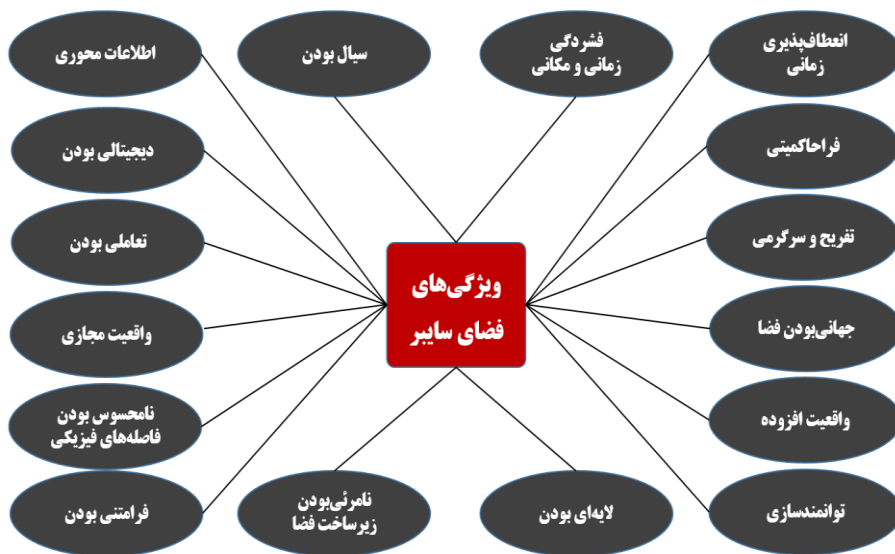 انعطاف‌پذیری
زمانی
فشردگی
زمانی و مکانی
سیال بودن
اطلاعات محوری
فراحاکمیتی
دیجیتالی بودن
تفریح و سرگرمی
تعاملی بودن
ویژگی‌های
فضای سایبر
جهانی‌بودن فضا
واقعیت مجازی
واقعیت افزوده
نامحسوس بودن
فاصله‌های فیزیکی
توانمندسازی
لایه‌ای بودن
نامرئی‌بودن
زیرساخت فضا
فرامتنی بودن